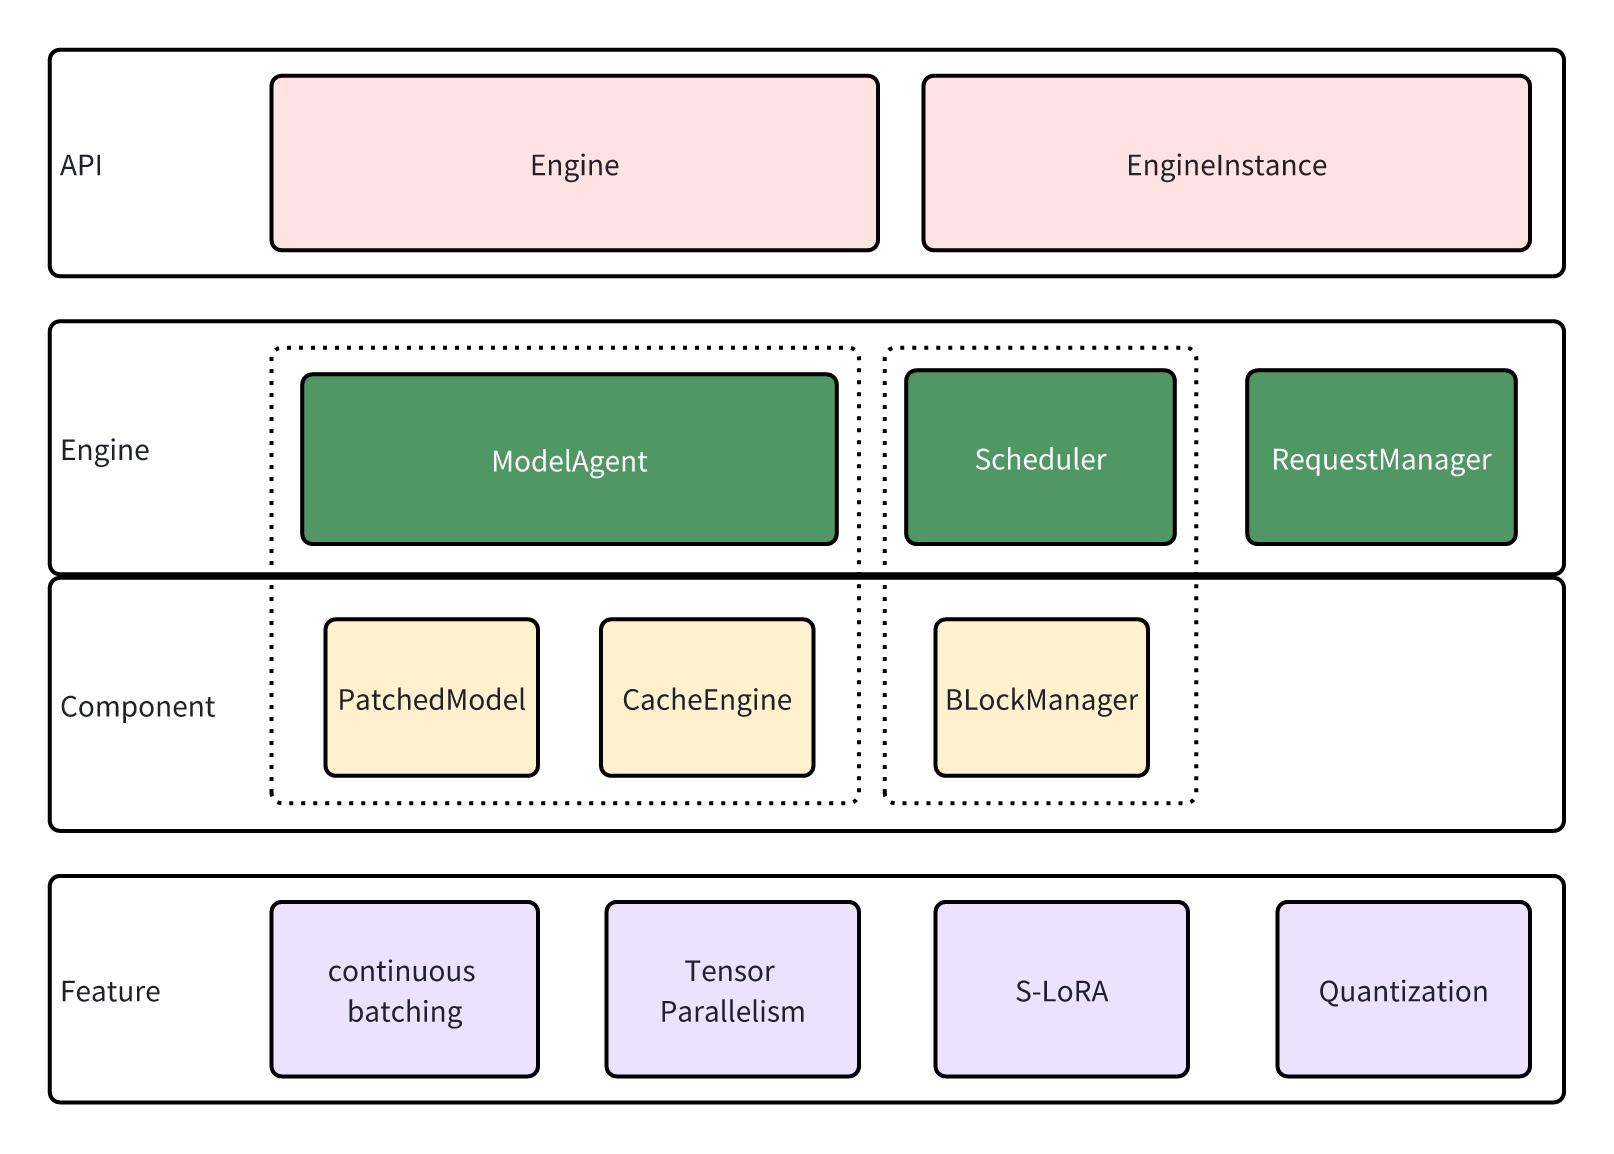 API
Engine
EngineInstance
Engine
ModelAgent
Scheduler
RequestManager
Component
PatchedModel
CacheEngine
BLockManager
Feature
continuous
batching
Tensor
Parallelism
S-LoRA
Quantization